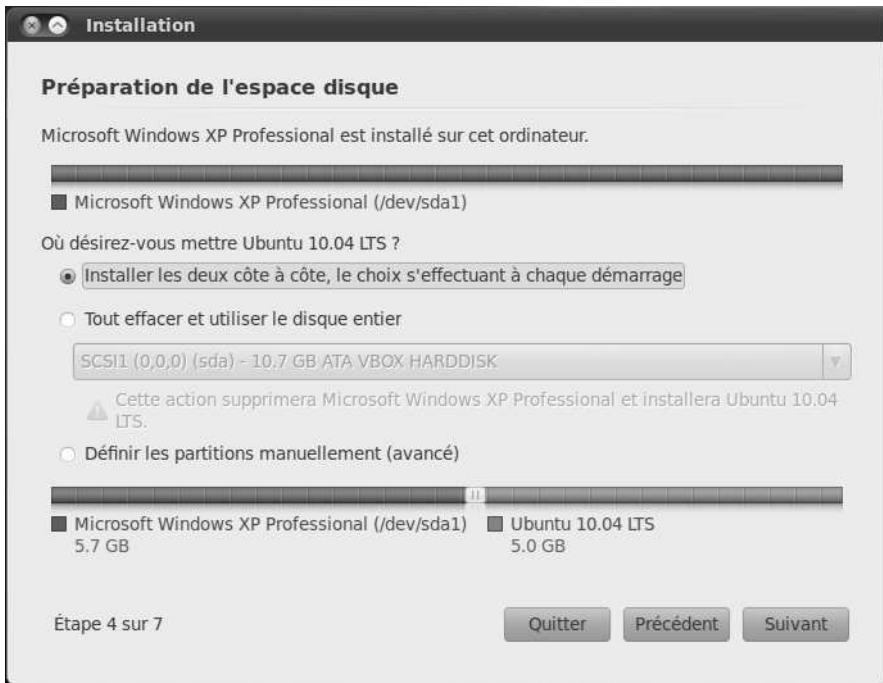 Installation
Préparation de l'espace disque
Microsoft Windows XP Professional est installé sur cet ordinateur.
Microsoft Windows XP Professional (/dev/sda1)
Où désirez-vous mettre Ubuntu 10.04 LTS ?
Installer les deux côte à côte, le choix s'effectuant à chaque démarrage
Tout effacer et utiliser le disque entier
SCSI1 (0,0,0) (sda) - 10.7 GB ATA VBOX HARDDISK
Cette action supprimera Microsoft Windows XP Professional et installera Ubuntu 10.04
LTS.
Définir les partitions manuellement (avancé)
Microsoft Windows XP Professional (/dev/sda1) Ubuntu 10.04 LTS
5.7 GB 5.0 GB
Étape 4 sur 7 Quitter Précédent Suivant